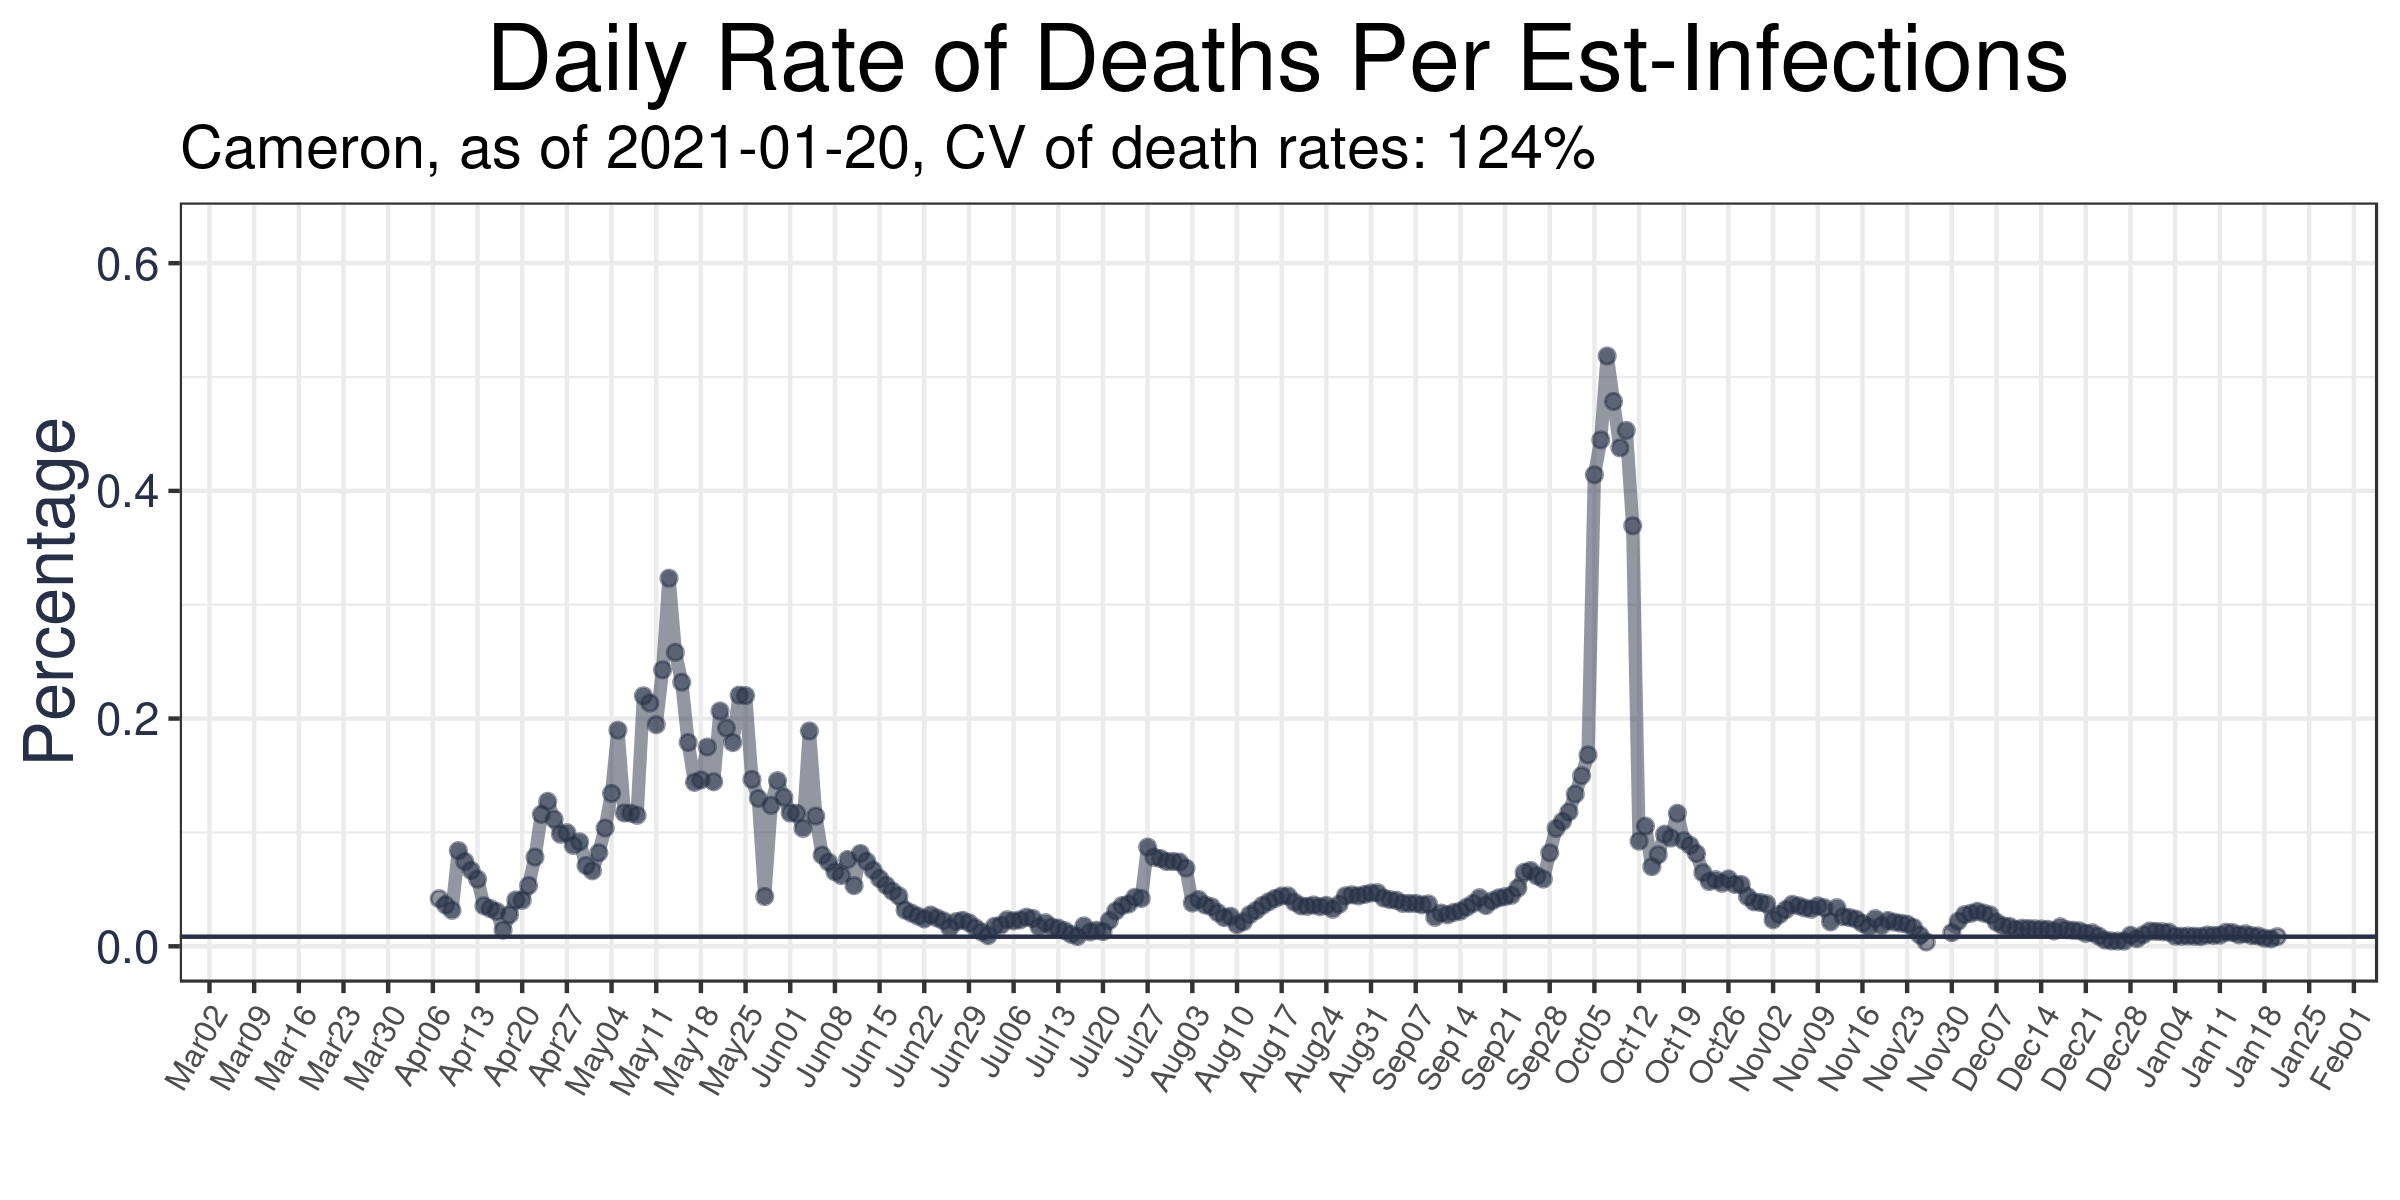 Daily Rate of Deaths Per Est-Infections
Cameron, as of 2021-01-20, CV of death rates: 124%
Percentage
0.6
0.4
0.2
0.0
Mar02
Mar09
Mar16
Mar23
Mar30
Apr06
Apr13
Apr20
Apr27
May04
May11
May18
May25
Jun01
Jun08
Jun15
Jun22
Jun29
Jul06
Jul13
Jul20
Jul27
Aug03
Aug10
Aug17
Aug24
Aug31
Sep07
Sep14
Sep21
Sep28
Oct05
Oct12
Oct19
Oct26
Nov02
Nov09
Nov16
Nov23
Nov30
Dec07
Dec14
Dec21
Dec28
Jan04
Jan11
Jan18
Jan25
Feb01